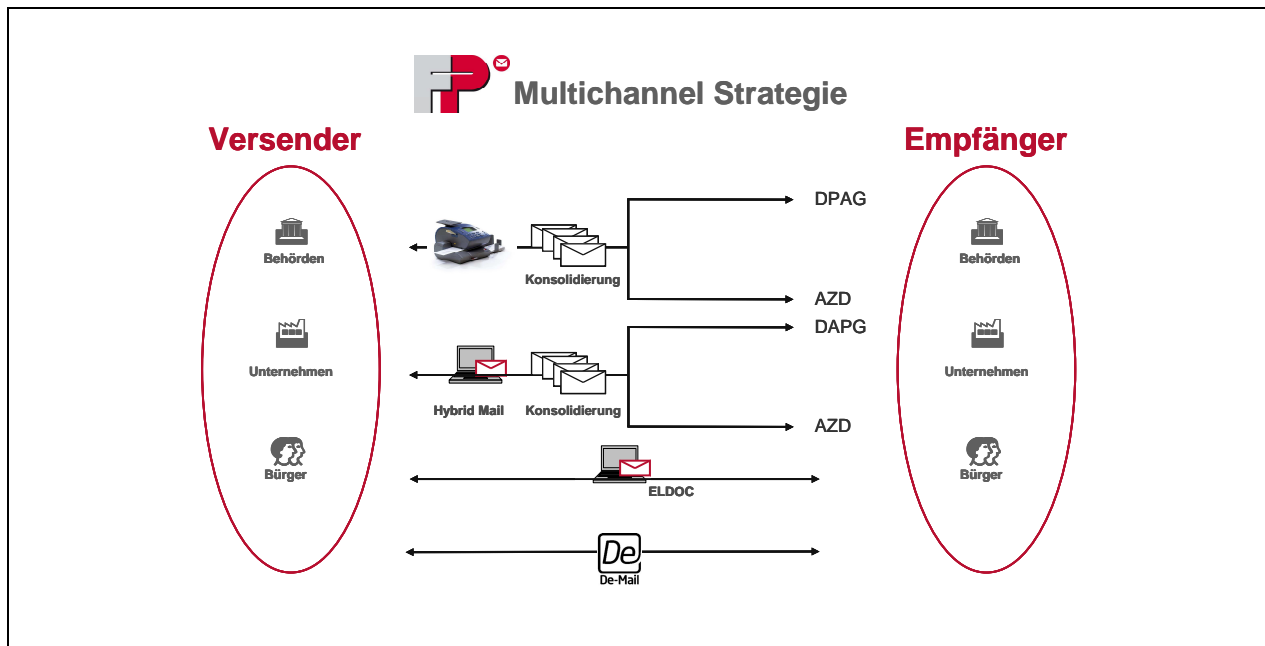 FP Multichannel Strategie
Versender
Empfänger
Behörden
Unternehmen
Bürger
Konsolidierung
DPAG
AZD
Hybrid Mail
Konsolidierung
DAPG
AZD
ELDOC
De
De-Mail
Behörden
Unternehmen
Bürger